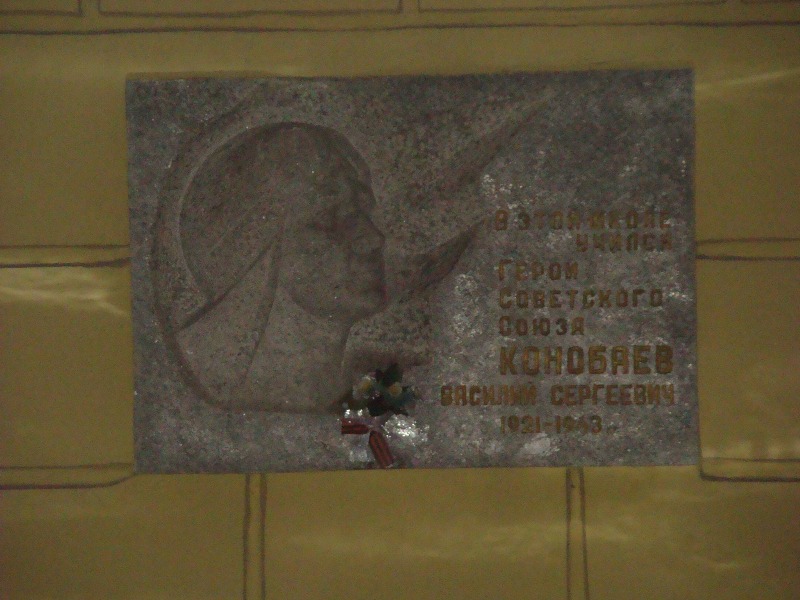 В ЭТОЙ ШКОЛЕ
УЧИЛСЯ
ГЕРОЙ
СОВЕТСКОГО
СОЮЗА
КОНОБАЕВ
ВАСИЛИЙ СЕРГЕЕВИЧ
1921-1943